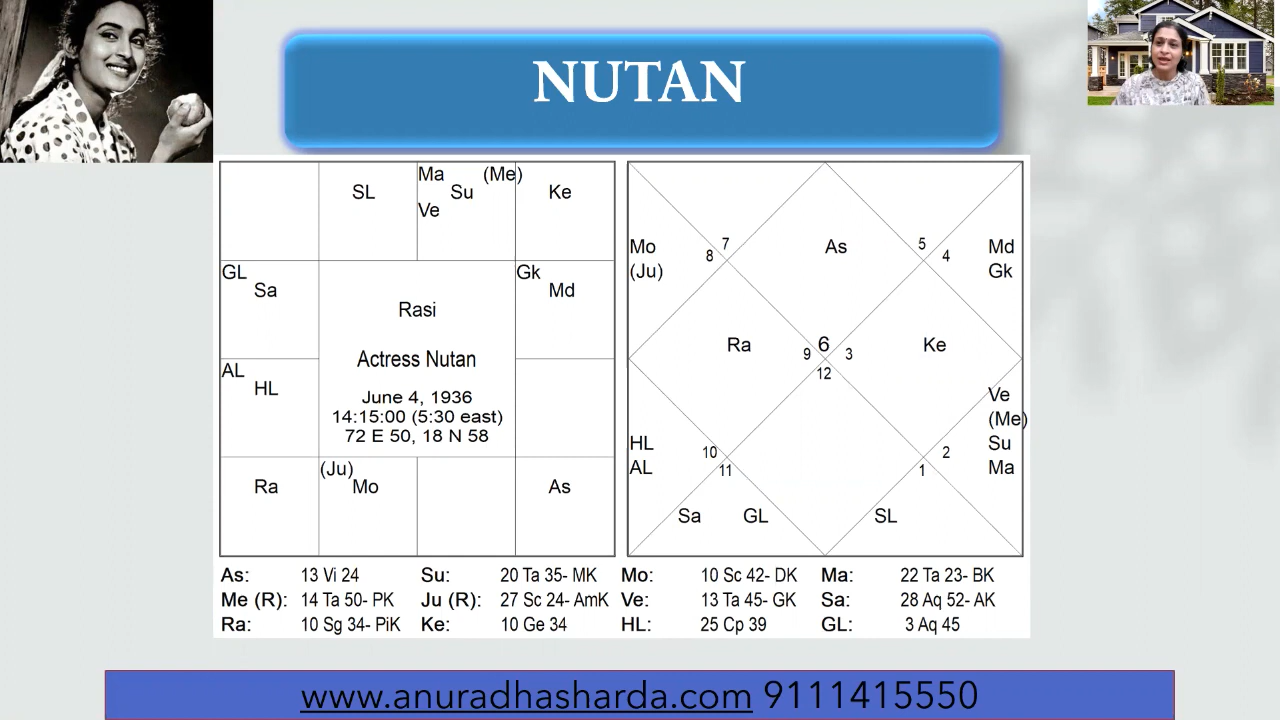 NUTAN
SL
Ma (Me)
Su
Ve
Ke
GL
Sa
Gk
Md
Rasi
Actress Nutan
June 4, 1936
14:15:00 (5:30 east)
72 E 50, 18 N 58
AL
HL
Ra
(Ju)
Mo
As
7
8
Mo
(Ju)
As
5
4
Md
Gk
Ra
9
6
3
12
Ke
HL
AL
10
11
Sa GL
Ve
(Me)
Su
Ma
2
1
SL
As: 13 Vi 24 Su: 20 Ta 35- MK Mo: 10 Sc 42- DK Ma: 22 Ta 23- BK
Me (R): 14 Ta 50- PK Ju (R): 27 Sc 24- AmK Ve: 13 Ta 45- GK Sa: 28 Aq 52- AK
Ra: 10 Sg 34- PiK Ke: 10 Ge 34 HL: 25 Cp 39 GL: 3 Aq 45
www.anuradhasharda.com 9111415550